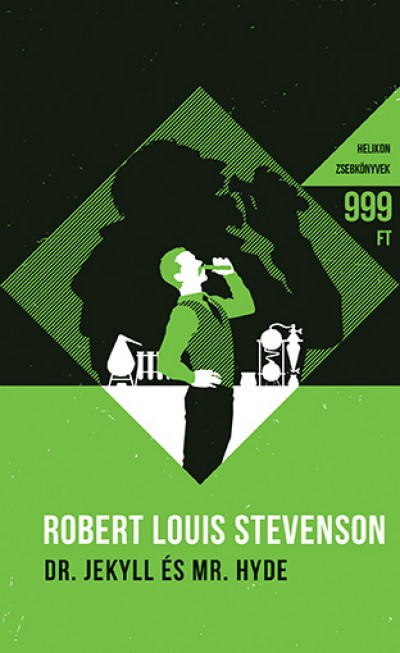 HELIKON
ZSEBKÖNYVEK
999
FT
ROBERT LOUIS STEVENSON
DR. JEKYLL ÉS MR. HYDE